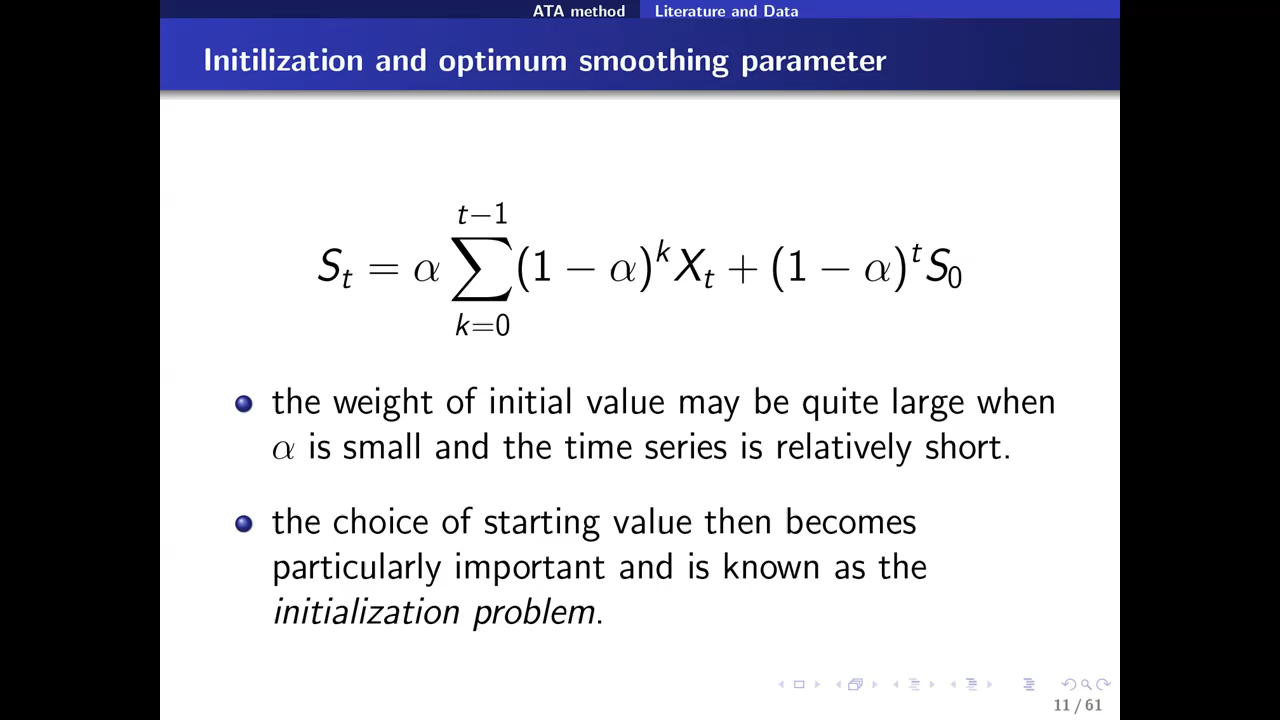 ATA method Literature and Data
Initilization and optimum smoothing parameter
t−1
S_t = α ∑ (1 − α)^k X_t + (1 − α)^t S_0
k=0
the weight of initial value may be quite large when
α is small and the time series is relatively short.
the choice of starting value then becomes
particularly important and is known as the
initialization problem.
11 / 61